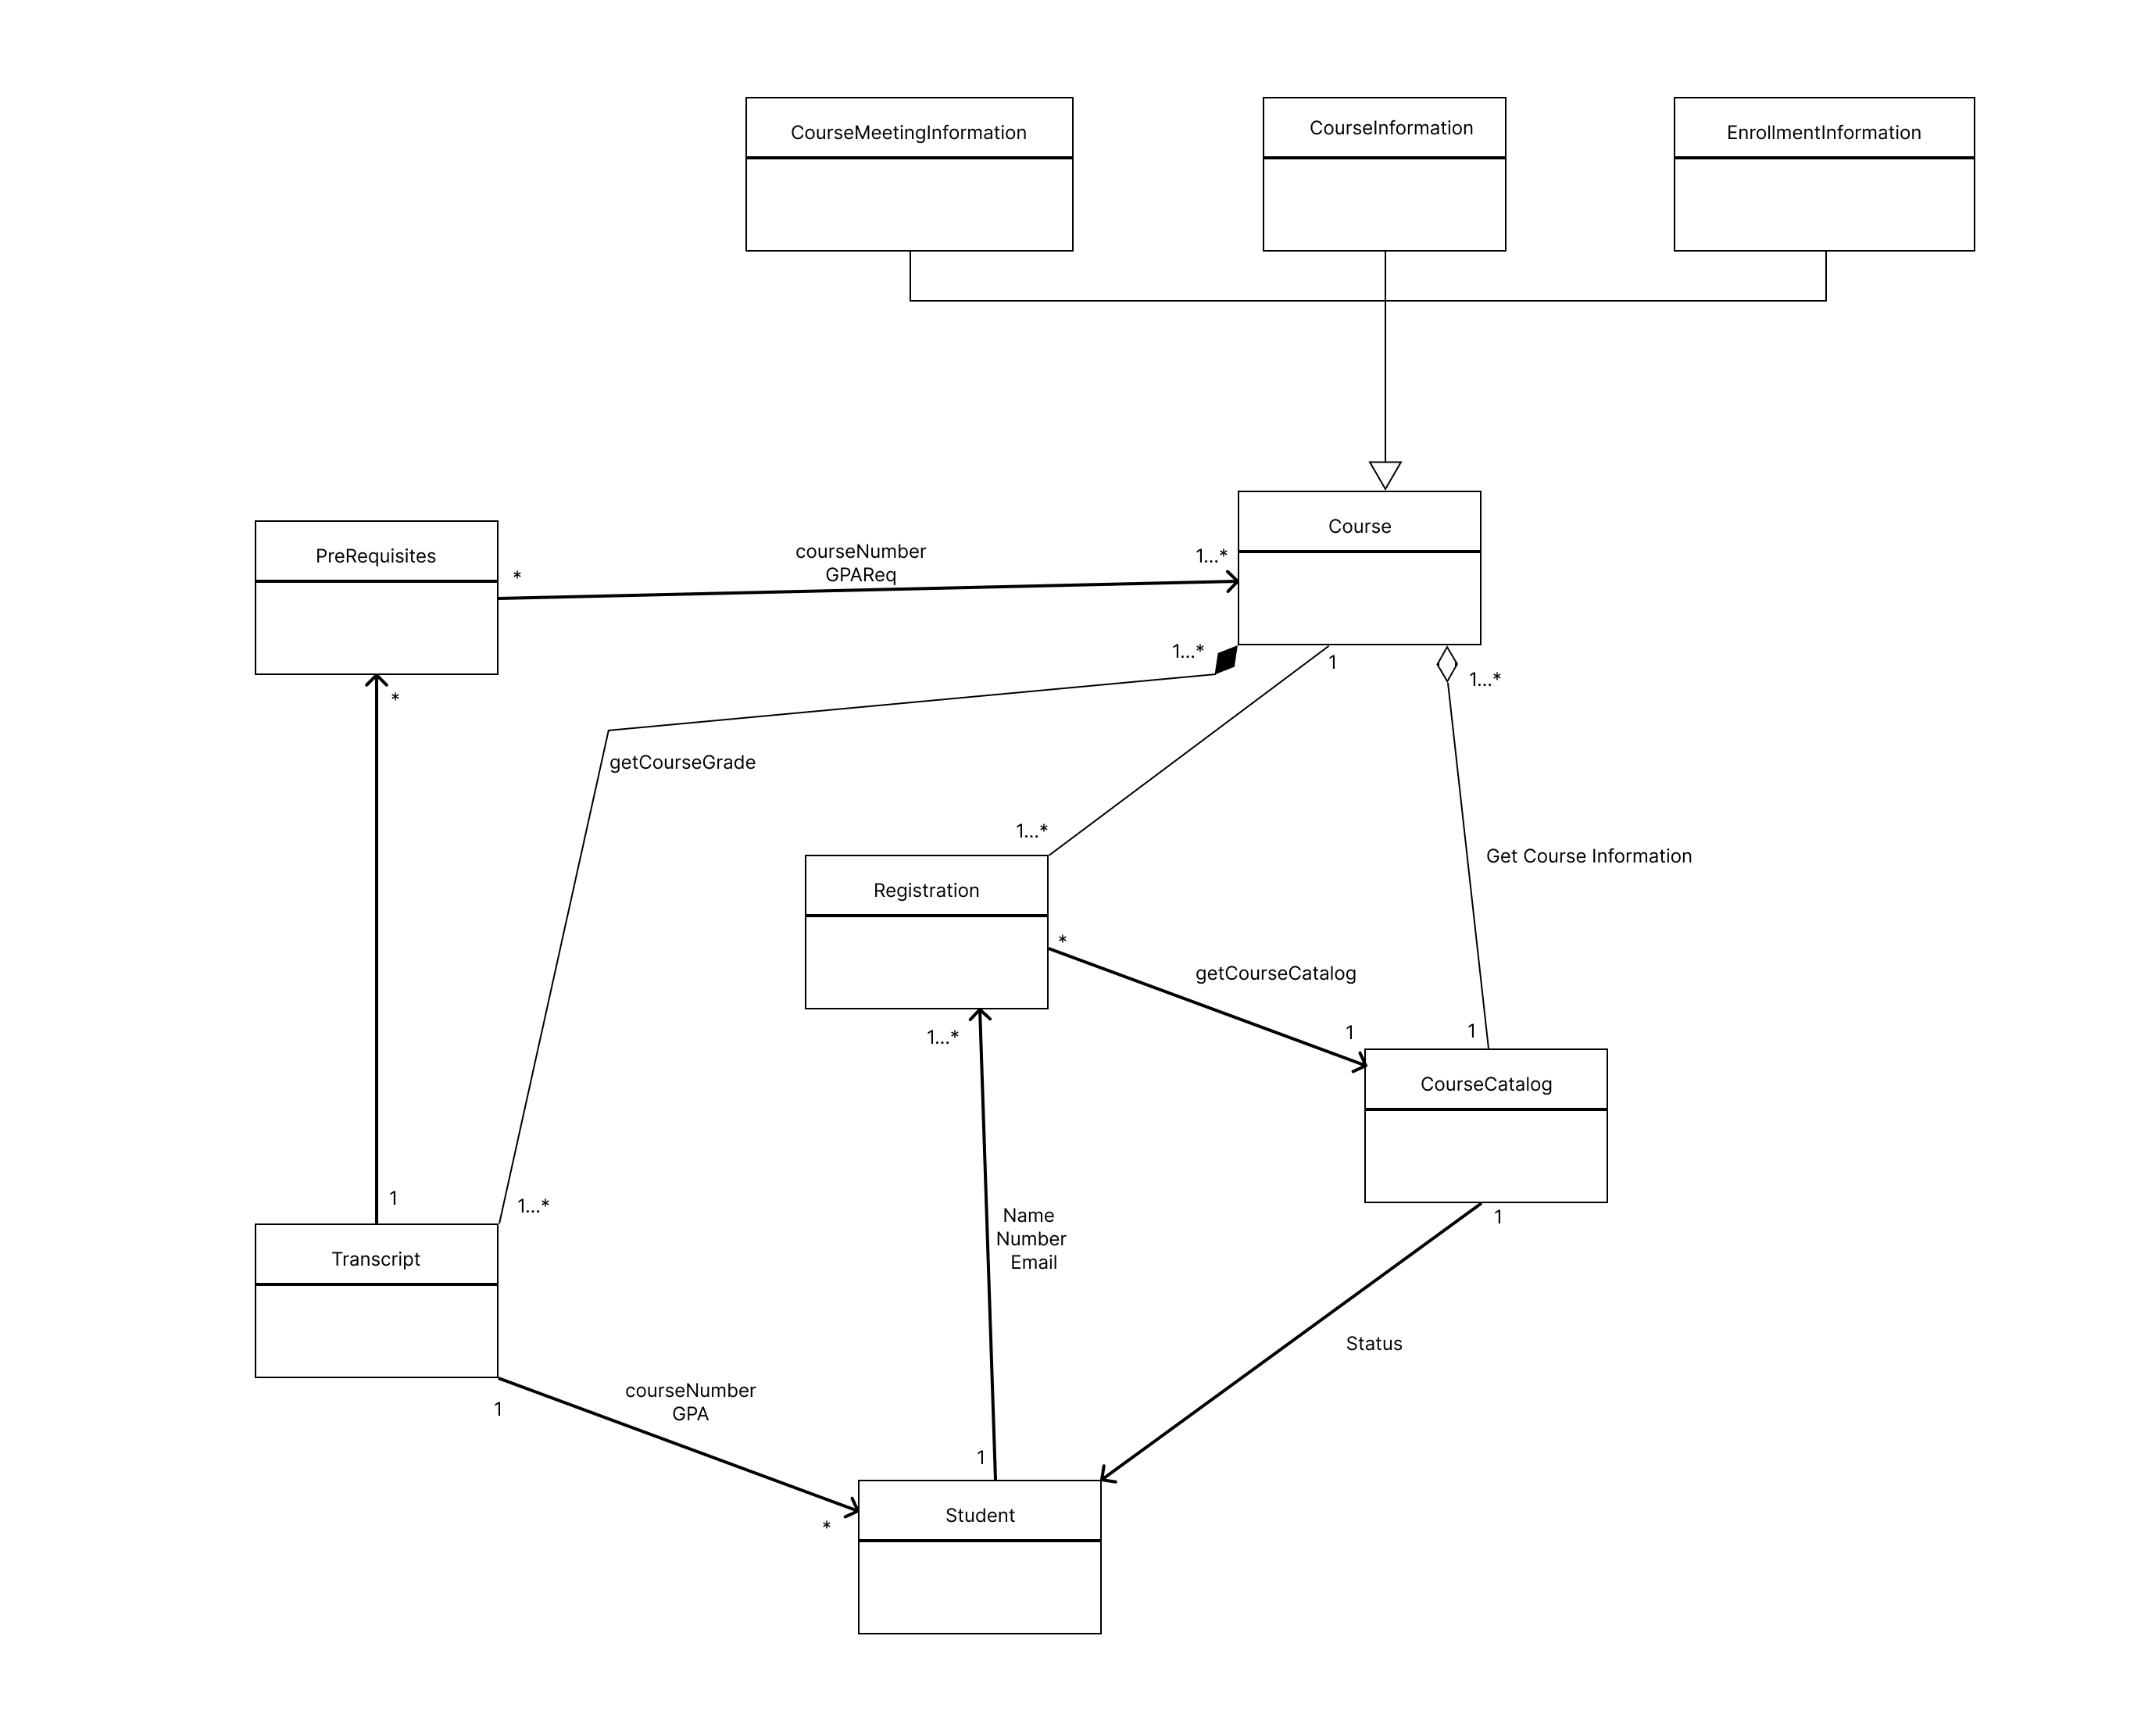 CourseMeetingInformation
CourseInformation
EnrollmentInformation
Course
PreRequisites
courseNumber
GPAReq
1...*
*
1...*
1
1...*
*
getCourseGrade
1...*
Get Course Information
Registration
*
getCourseCatalog
1...*
1
1
CourseCatalog
1
1...*
Name
Number
Email
1
Transcript
Status
courseNumber
GPA
1
1
*
Student